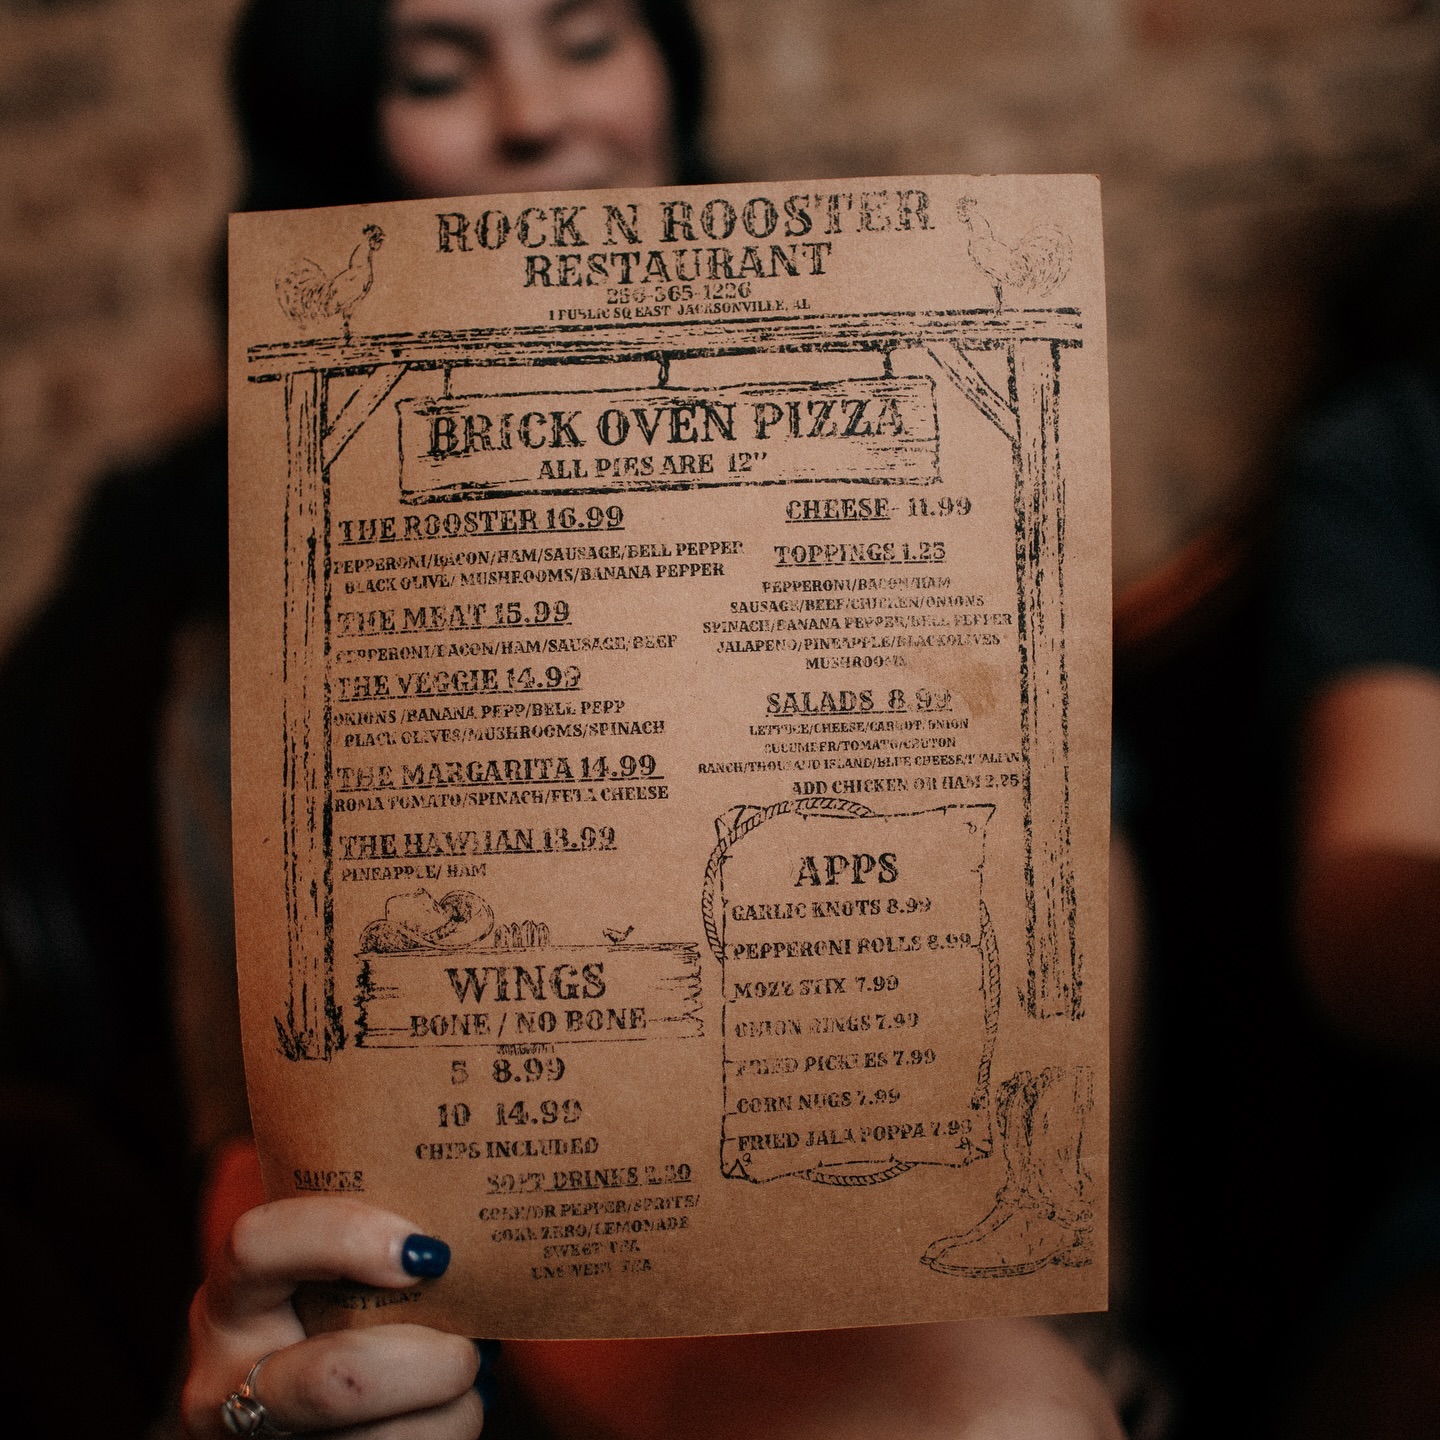 ROCK N ROOSTER
RESTAURANT
256-365-1226
1 PUBLIC SQ EAST JACKSONVILLE, AL
BRICK OVEN PIZZA
ALL PIES ARE 12"
THE ROOSTER 16.99
PEPPERONI/BACON/HAM/SAUSAGE/BELL PEPPER
BLACK OLIVE/ MUSHROOMS/BANANA PEPPER
THE MEAT 15.99
PEPPERONI/BACON/HAM/SAUSAGE/BEEF
THE VEGGIE 14.99
ONIONS /BANANA PEPP/BELL PEPP
BLACK OLIVES/MUSHROOMS/SPINACH
THE MARGARITA 14.99
ROMA TOMATO/SPINACH/FETA CHEESE
THE HAWIIAN 13.99
PINEAPPLE/ HAM
CHEESE- 11.99
TOPPINGS 1.25
PEPPERONI/BACON/HAM
SAUSAGE/BEEF/CHICKEN/ONIONS
SPINACH/BANANA PEPPER/BELL PEPPER
JALAPENO/PINEAPPLE/BLACKOLIVES
MUSHROOMS
SALADS 8.99
LETTUCE/CHEESE/CARROT/ONION
CUCUMBER/TOMATO/CRUTON
RANCH/THOUSAND ISLAND/BLUE CHEESE/ITALIAN
ADD CHICKEN OR HAM 2.25
WINGS
BONE / NO BONE
5 8.99
10 14.99
CHIPS INCLUDED
SAUCES
HEAT
SOFT DRINKS 2.50
COKE/DR PEPPER/SPRITE/
COKE ZERO/LEMONADE
SWEET TEA
UNSWEET TEA
APPS
GARLIC KNOTS 8.99
PEPPERONI ROLLS 8.99
MOZZ STIX 7.99
ONION RINGS 7.99
FRIED PICKLES 7.99
CORN NUGS 7.99
FRIED JALA POPPA 7.99